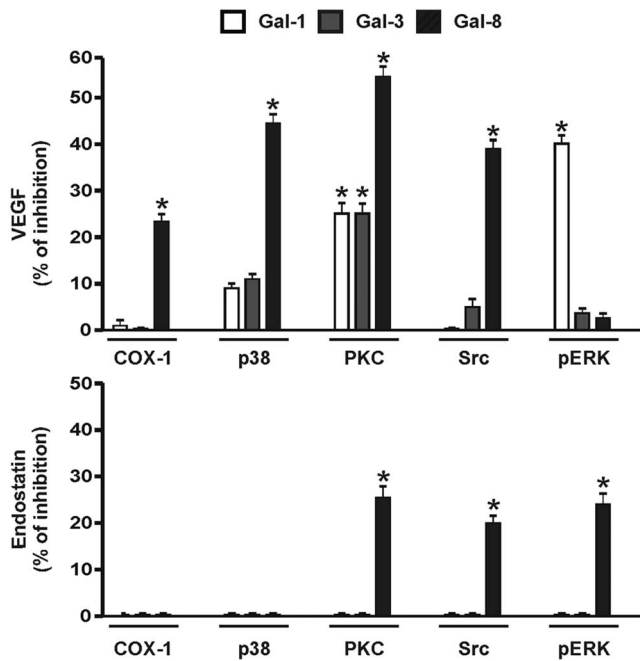 Gal-1 Gal-3 Gal-8
VEGF
(% of inhibition)
60
50
40
30
20
10
0
* * * * * * *
COX-1 p38 PKC Src pERK
Endostatin
(% of inhibition)
50
40
30
20
10
0
* * *
COX-1 p38 PKC Src pERK